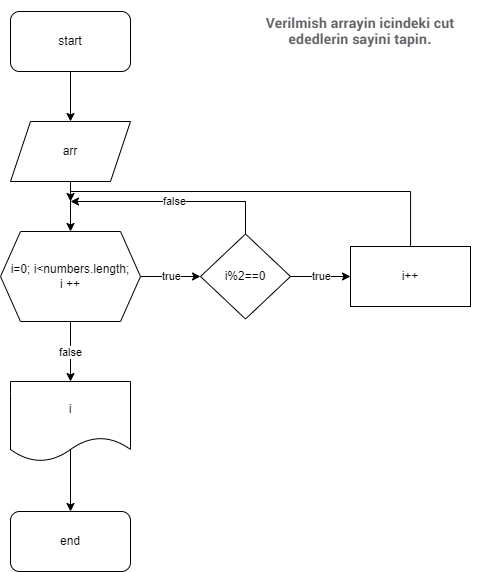 Verilmish arrayin icindeki cut
ededlerin sayini tapin.
start
arr
false
i=0; i<numbers.length;
i ++
true
i%2==0
true
i++
false
i
end